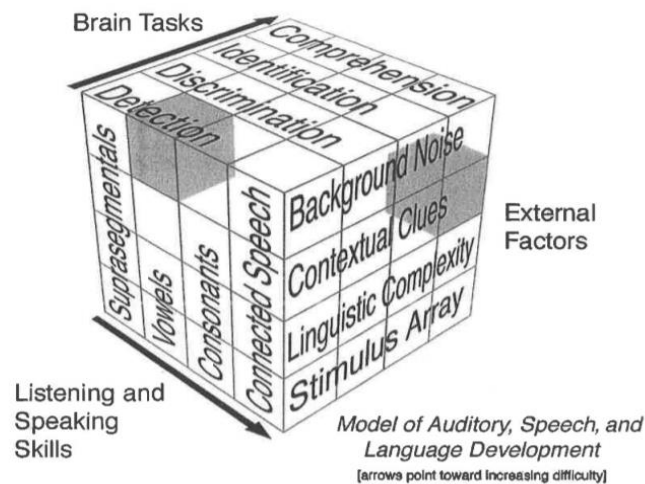 Brain Tasks
Comprehension
Identification
Discrimination
Detection
Suprasegmentals
Vowels
Consonants
Connected Speech
Background Noise
Contextual Clues
Linguistic Complexity
Stimulus Array
External
Factors
Listening and
Speaking
Skills
Model of Auditory, Speech, and
Language Development
[arrows point toward increasing difficulty]